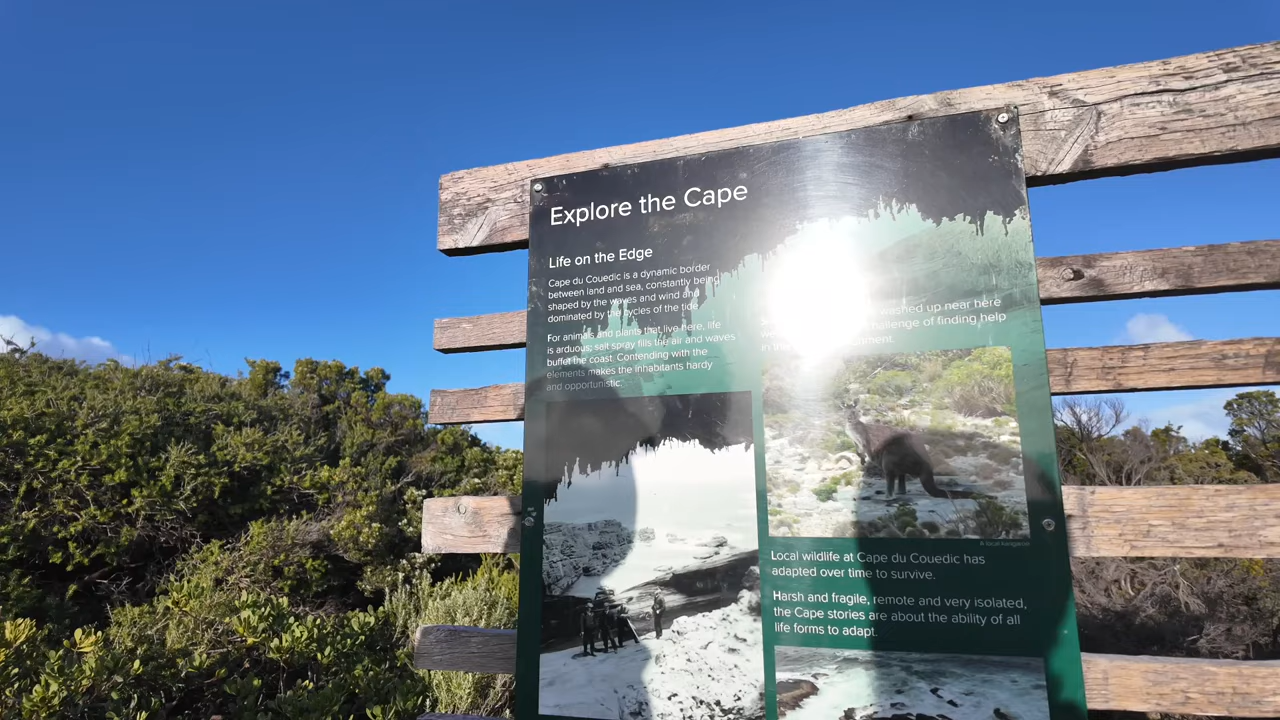 Explore the Cape
Life on the Edge
Cape du Couedic is a dynamic border
between land and sea, constantly being
shaped by the waves and wind and
dominated by the cycles of the tide.
For animals and plants that live here, life
is arduous; salt spray fills the air and waves
buffet the coast. Contending with the
elements makes the inhabitants hardy
and opportunistic.
washed up near here
challenge of finding help
in
A local kangaroo
Local wildlife at Cape du Couedic has
adapted over time to survive.
Harsh and fragile, remote and very isolated,
the Cape stories are about the ability of all
life forms to adapt.